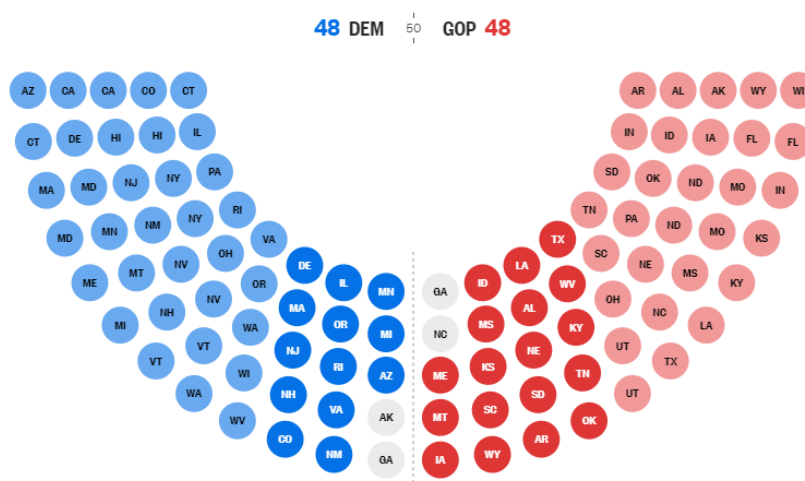 48 DEM 50 GOP 48
AZ CA CA CO CT AR AL AK WY WI
CT DE HI HI IL IN ID IA FL FL
MA MD NJ NY PA SD OK ND MO IN
MD MN NM NY RI TN PA ND MO KS
ME MT NV OH VA TX SC NE MS KY
MI NH NV OR DE IL MN GA ID LA WV OH NC LA
VT VT WA MA OR MI NC MS AL KY UT TX
WA WI NJ RI AZ ME KS NE TN UT
WV NH VA AK MT SC SD OK
CO NM GA IA WY AR